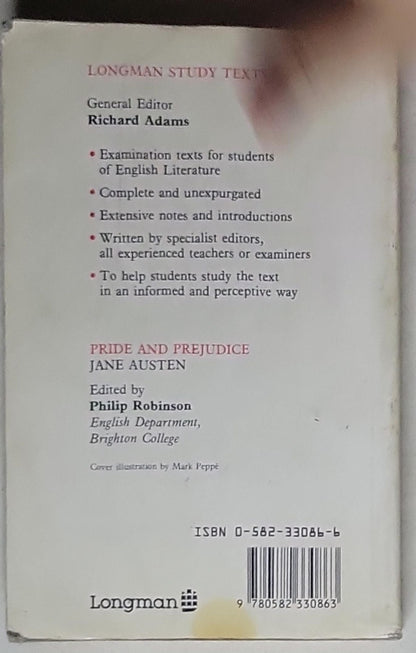 LONGMAN STUDY TEXTS
General Editor
Richard Adams
• Examination texts for students
of English Literature
• Complete and unexpurgated
• Extensive notes and introductions
• Written by specialist editors,
all experienced teachers or examiners
• To help students study the text
in an informed and perceptive way
PRIDE AND PREJUDICE
JANE AUSTEN
Edited by
Philip Robinson
English Department,
Brighton College
Cover illustration by Mark Peppé
ISBN 0-582-33086-6
Longman
9 780582 330863